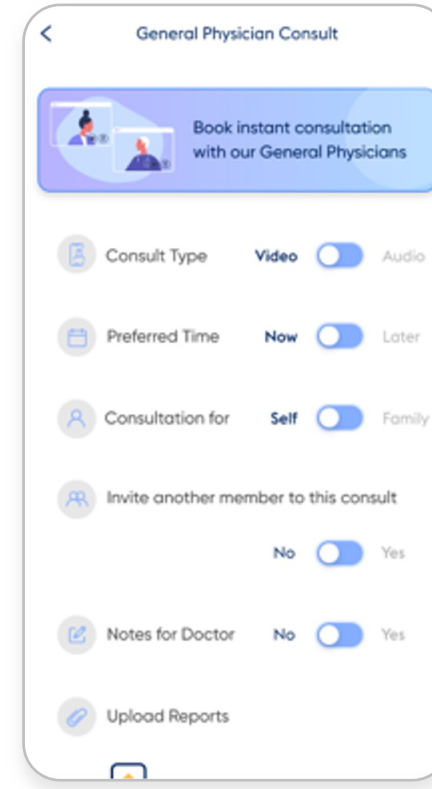 General Physician Consult
Book instant consultation
with our General Physicians
Consult Type Video Audio
Preferred Time Now Later
Consultation for Self Family
Invite another member to this consult
No Yes
Notes for Doctor No Yes
Upload Reports